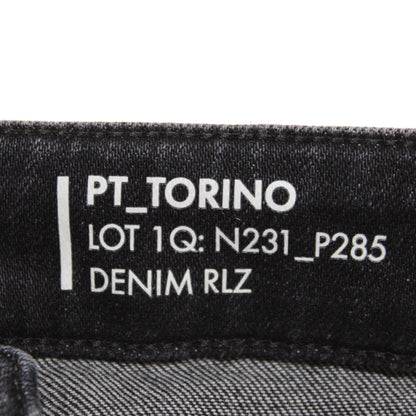 PT_TORINO
LOT 1Q: N231_P285
DENIM RLZ